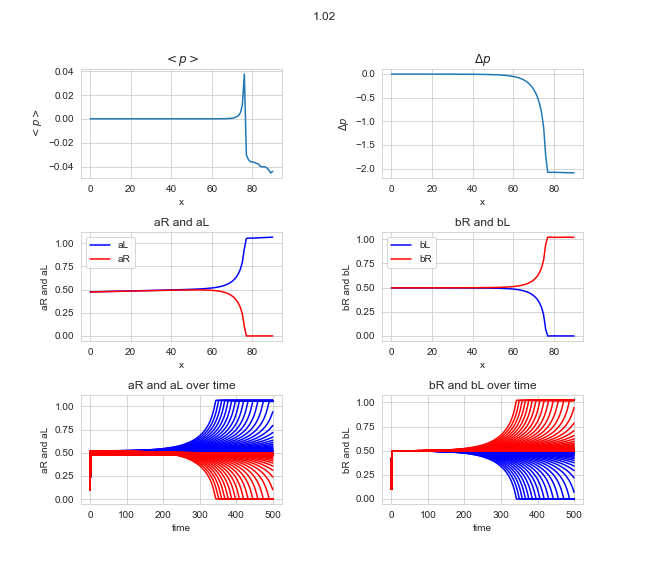 1.02
< p >
< p >
0.04
0.02
0.00
−0.02
−0.04
0 20 40 60 80
x
Δp
Δp
0.0
−0.5
−1.0
−1.5
−2.0
0 20 40 60 80
x
aR and aL
aR and aL
1.00
0.75
0.50
0.25
0.00
aL
aR
0 20 40 60 80
x
bR and bL
bR and bL
1.00
0.75
0.50
0.25
0.00
bL
bR
0 20 40 60 80
x
aR and aL over time
aR and aL
1.00
0.75
0.50
0.25
0.00
0 100 200 300 400 500
time
bR and bL over time
bR and bL
1.00
0.75
0.50
0.25
0.00
0 100 200 300 400 500
time